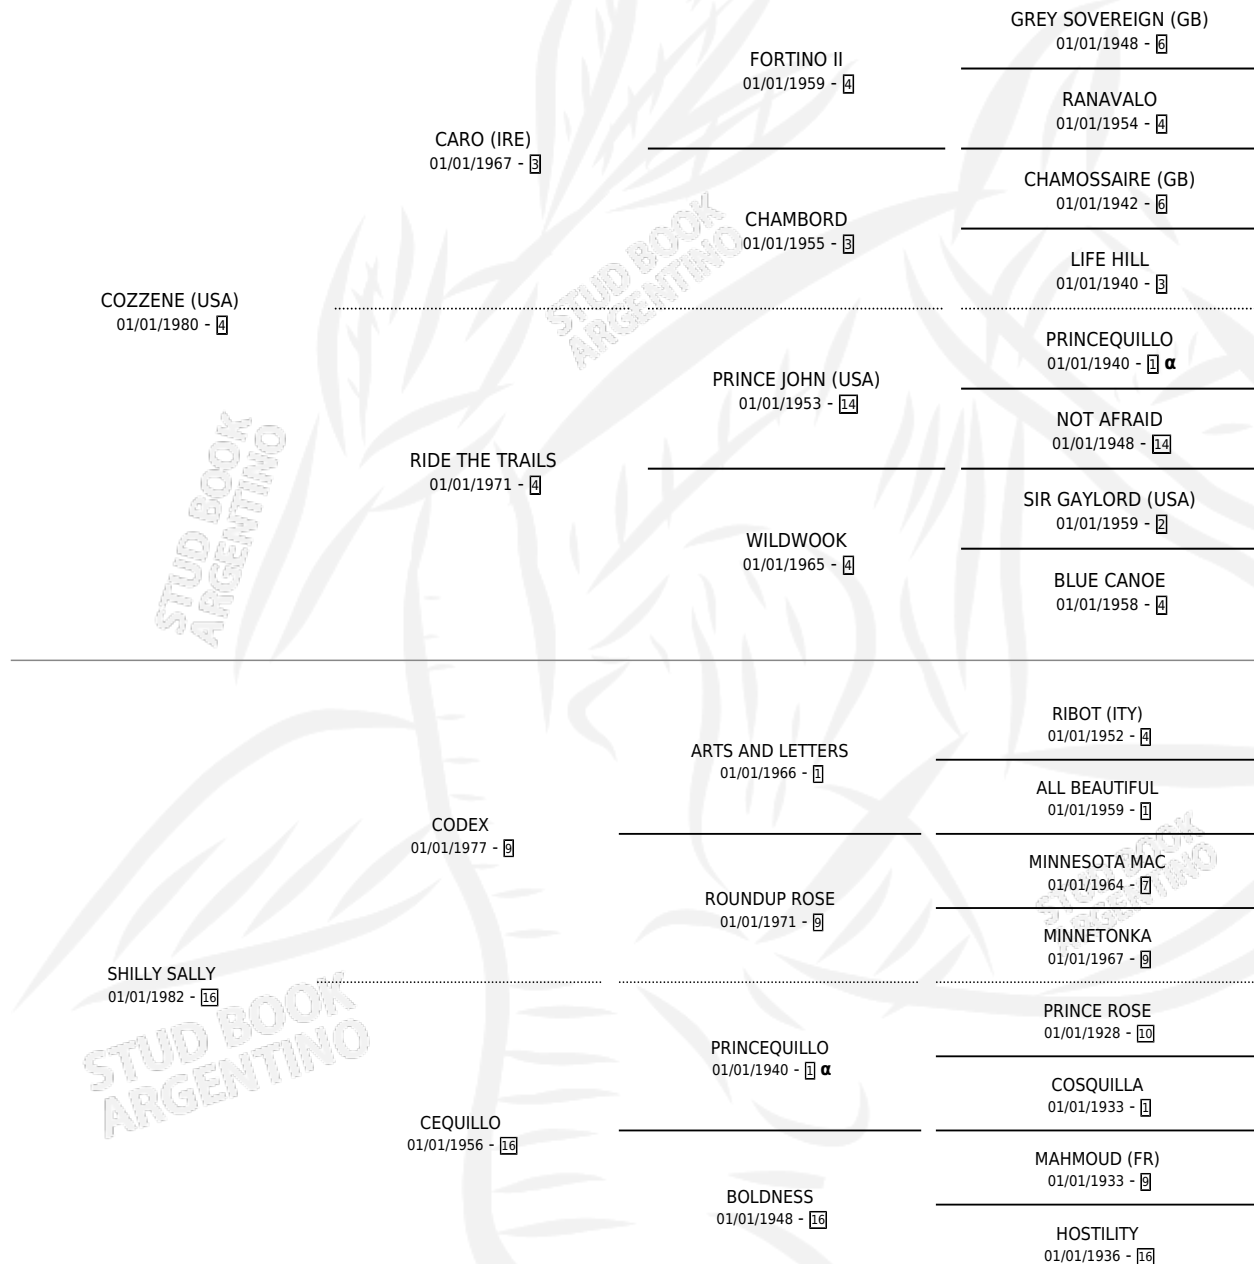 GREY SOVEREIGN (GB)
01/01/1948 - 6
FORTINO II
01/01/1959 - 4
RANAVALO
01/01/1954 - 4
CARO (IRE)
01/01/1967 - 3
CHAMOSSAIRE (GB)
01/01/1942 - 6
CHAMBORD
01/01/1955 - 3
LIFE HILL
01/01/1940 - 3
COZZENE (USA)
01/01/1980 - 4
PRINCEQUILLO
01/01/1940 - 1 α
PRINCE JOHN (USA)
01/01/1953 - 14
NOT AFRAID
01/01/1948 - 14
RIDE THE TRAILS
01/01/1971 - 4
SIR GAYLORD (USA)
01/01/1959 - 2
WILDWOOK
01/01/1965 - 4
BLUE CANOE
01/01/1958 - 4
STUD BOOK
ARGENTINO
STUD BOOK
ARGENTINO
RIBOT (ITY)
01/01/1952 - 4
ARTS AND LETTERS
01/01/1966 - 1
ALL BEAUTIFUL
01/01/1959 - 1
CODEX
01/01/1977 - 9
MINNESOTA MAC
01/01/1964 - 7
ROUNDUP ROSE
01/01/1971 - 9
MINNETONKA
01/01/1967 - 9
STUD BOOK
ARGENTINO
SHILLY SALLY
01/01/1982 - 16
PRINCE ROSE
01/01/1928 - 10
PRINCEQUILLO
01/01/1940 - 1 α
COSQUILLA
01/01/1933 - 1
CEQUILLO
01/01/1956 - 16
MAHMOUD (FR)
01/01/1933 - 9
BOLDNESS
01/01/1948 - 16
HOSTILITY
01/01/1936 - 16
STUD BOOK
ARGENTINO